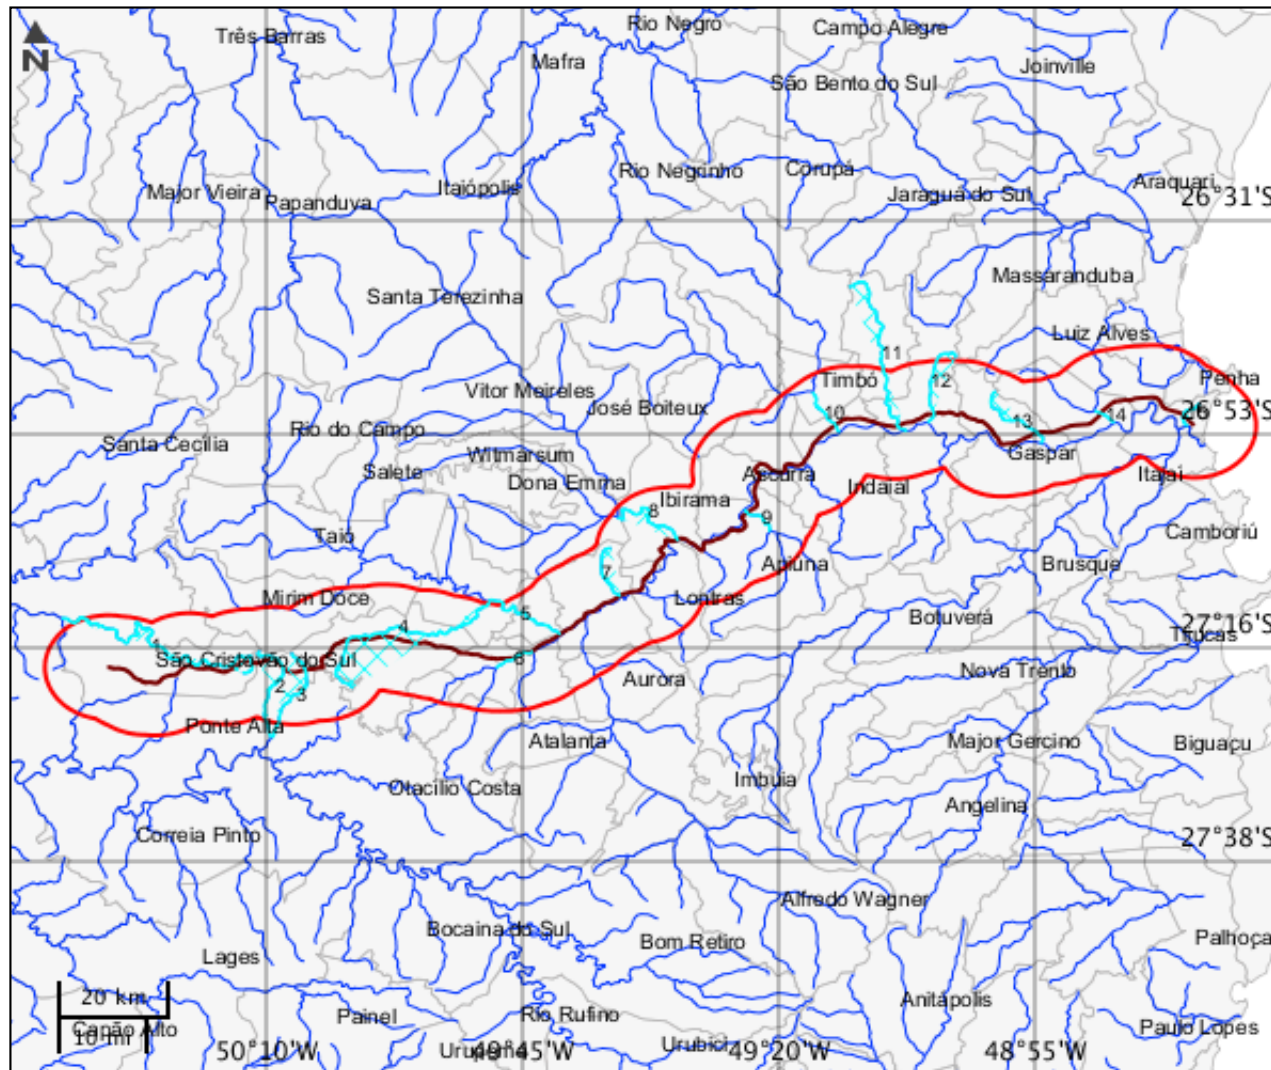 Rio Negro
Campo Alegre
Três Barras
N
Mafra
Joinville
São Bento do Sul
Rio Negrinho
Corupá
Itaiópolis
Major Vieira
Papanduva
Jaraguá do Sul
Araquari
26°31'S
Massaranduba
Santa Terezinha
Luiz Alves
11
Timbó
12
Penha
Vitor Meireles
José Boiteux
26°53'S
10
13
14
Rio do Campo
Santa Cecília
Witmarsum
Gaspar
Salete
Dona Emma
Ascurra
Indaial
Itajaí
Ibirama
8
9
Taió
Camboriú
Apiúna
Brusque
7
Mirim Doce
Lontras
5
Botuverá
27°16'S
4
Tijucas
1
São Cristovão do Sul
6
Nova Trento
2
3
Aurora
Ponte Alta
Atalanta
Major Gercino
Biguaçu
Imbuia
Otacílio Costa
Angelina
Correia Pinto
27°38'S
Alfredo Wagner
Bocaina do Sul
Bom Retiro
Palhoça
Lages
20 km
Anitápolis
Painel
Rio Rufino
Capão Alto
10 mi
Paulo Lopes
Urupema
Urubici
50°10'W
49°45'W
49°20'W
48°55'W